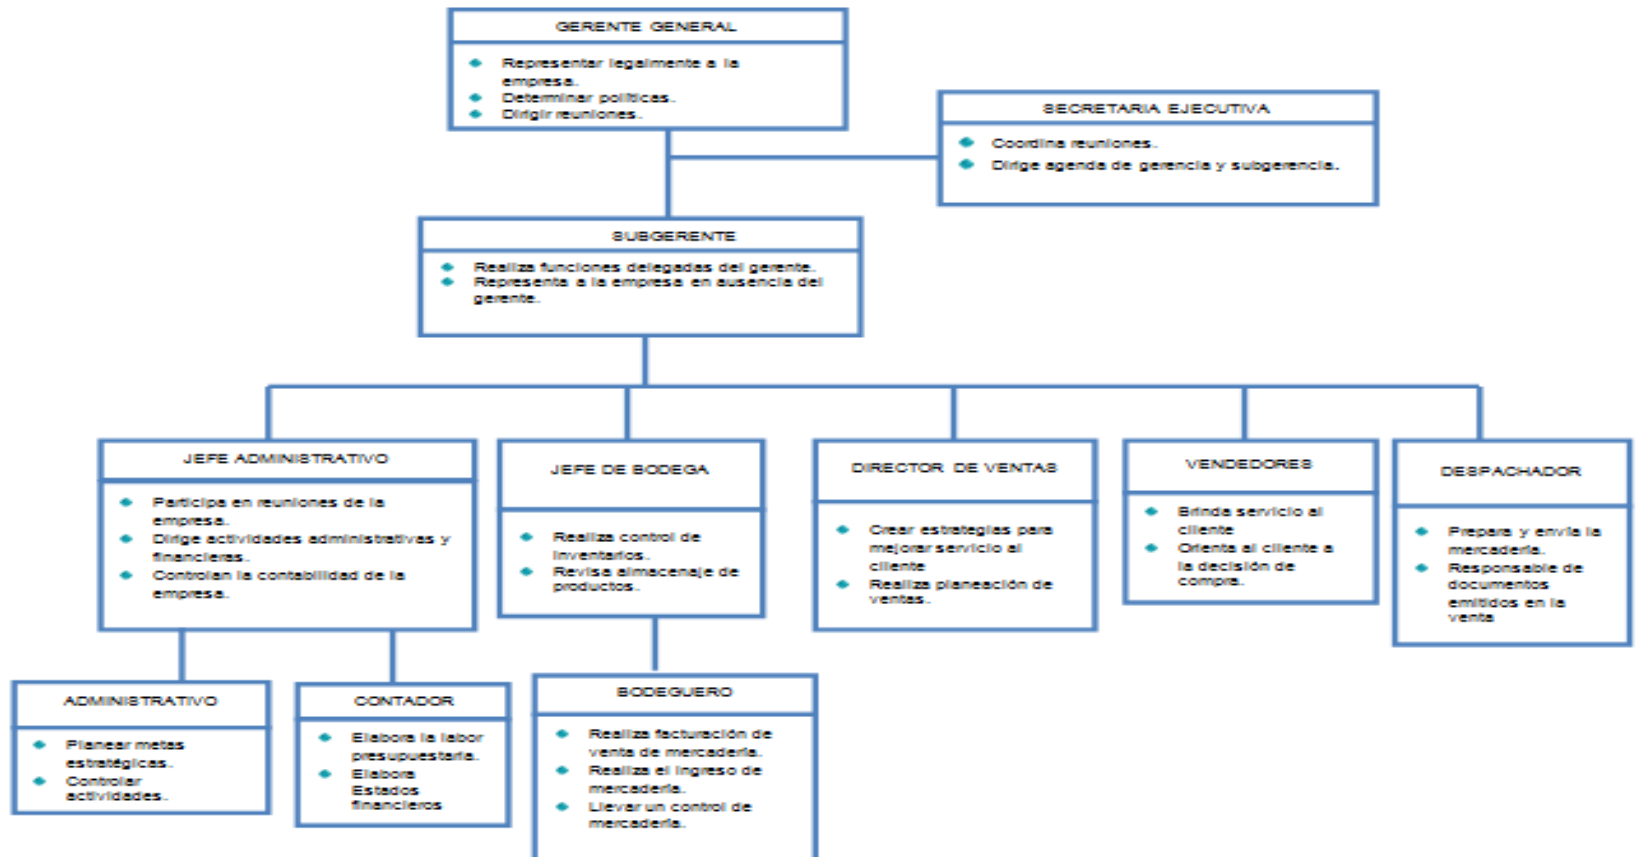 GERENTE GENERAL
Representar legalmente a la
empresa.
Determinar políticas.
Dirigir reuniones.
SECRETARIA EJECUTIVA
Coordina reuniones.
Dirige agenda de gerencia y subgerencia.
SUBGERENTE
Realiza funciones delegadas del gerente.
Representa a la empresa en ausencia del
gerente.
JEFE ADMINISTRATIVO
Participa en reuniones de la
empresa.
Dirige actividades administrativas y
financieras.
Controlan la contabilidad de la
empresa.
JEFE DE BODEGA
Realiza control de
inventarios.
Revisa almacenaje de
productos.
DIRECTOR DE VENTAS
Crear estrategias para
mejorar servicio al
cliente
Realiza planeación de
ventas.
VENDEDORES
Brinda servicio al
cliente
Orienta al cliente a
la decisión de
compra.
DESPACHADOR
Prepara y envía la
mercadería.
Responsable de
documentos
emitidos en la
venta
ADMINISTRATIVO
Planear metas
estratégicas.
Controlar
actividades.
CONTADOR
Elabora la labor
presupuestaria.
Elabora
Estados
financieros
BODEGUERO
Realiza facturación de
venta de mercadería.
Realiza el ingreso de
mercadería.
Llevar un control de
mercadería.